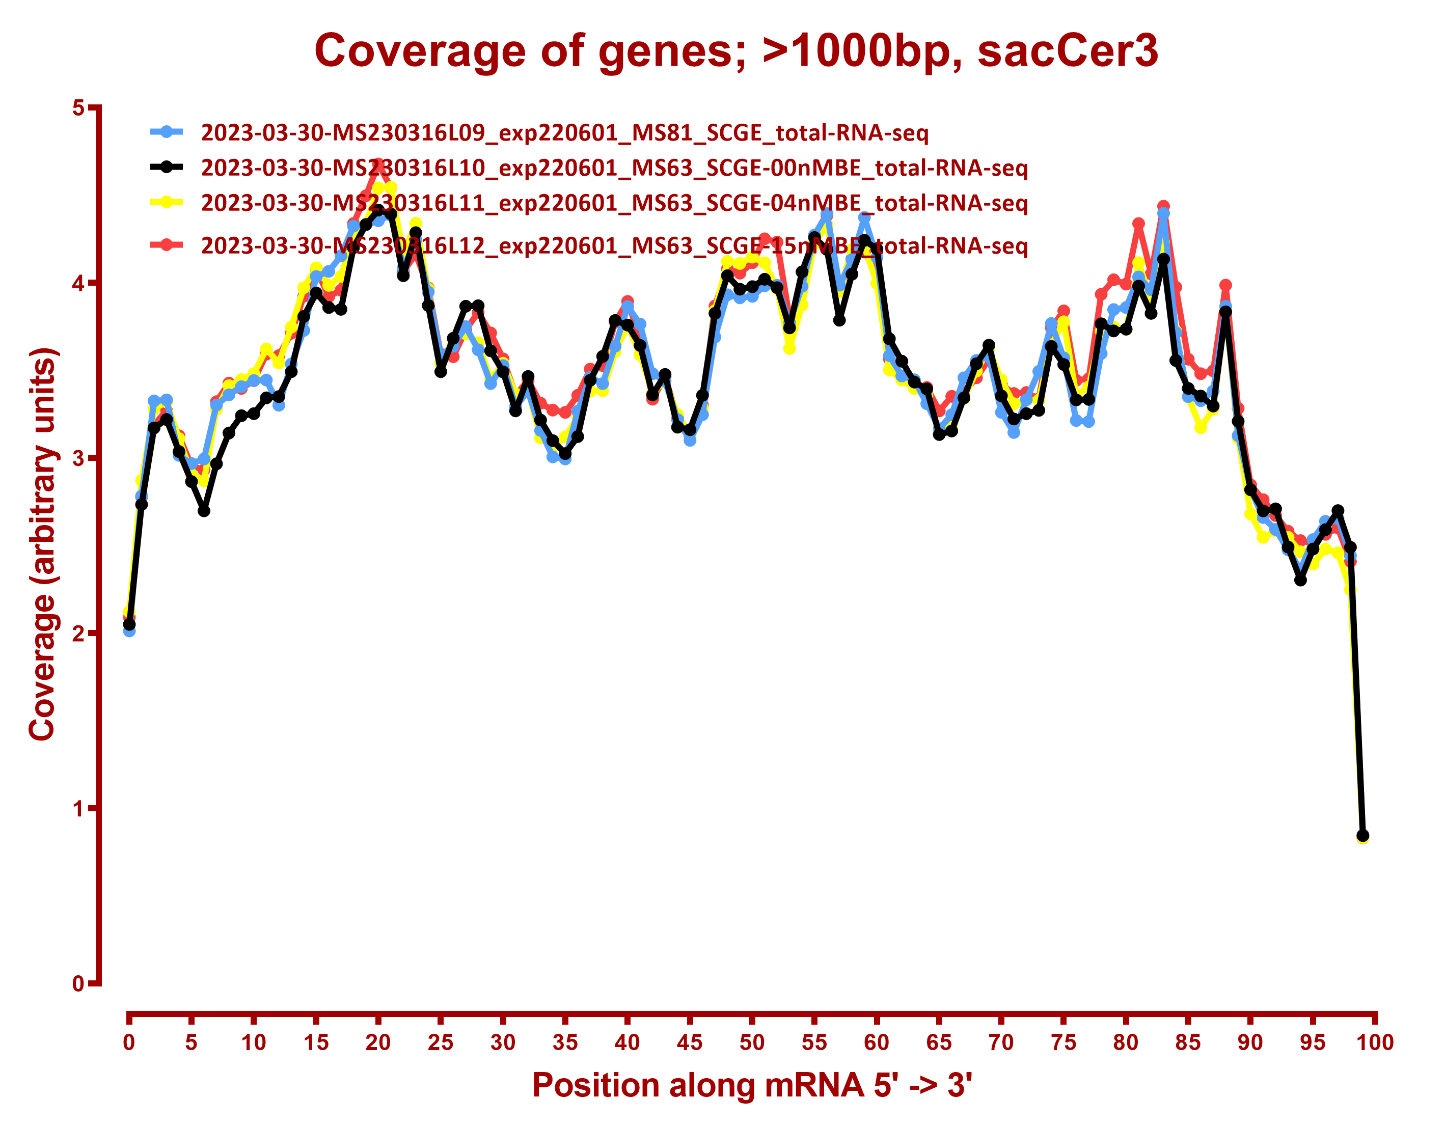 Coverage of genes; >1000bp, sacCer3
5
2023-03-30-MS230316L09_exp220601_MS81_SCGE_total-RNA-seq
2023-03-30-MS230316L10_exp220601_MS63_SCGE-00nMBE_total-RNA-seq
2023-03-30-MS230316L11_exp220601_MS63_SCGE-04nMBE_total-RNA-seq
2023-03-30-MS230316L12_exp220601_MS63_SCGE-15nMBE_total-RNA-seq
4
3
2
1
0
Coverage (arbitrary units)
0 5 10 15 20 25 30 35 40 45 50 55 60 65 70 75 80 85 90 95 100
Position along mRNA 5' -> 3'